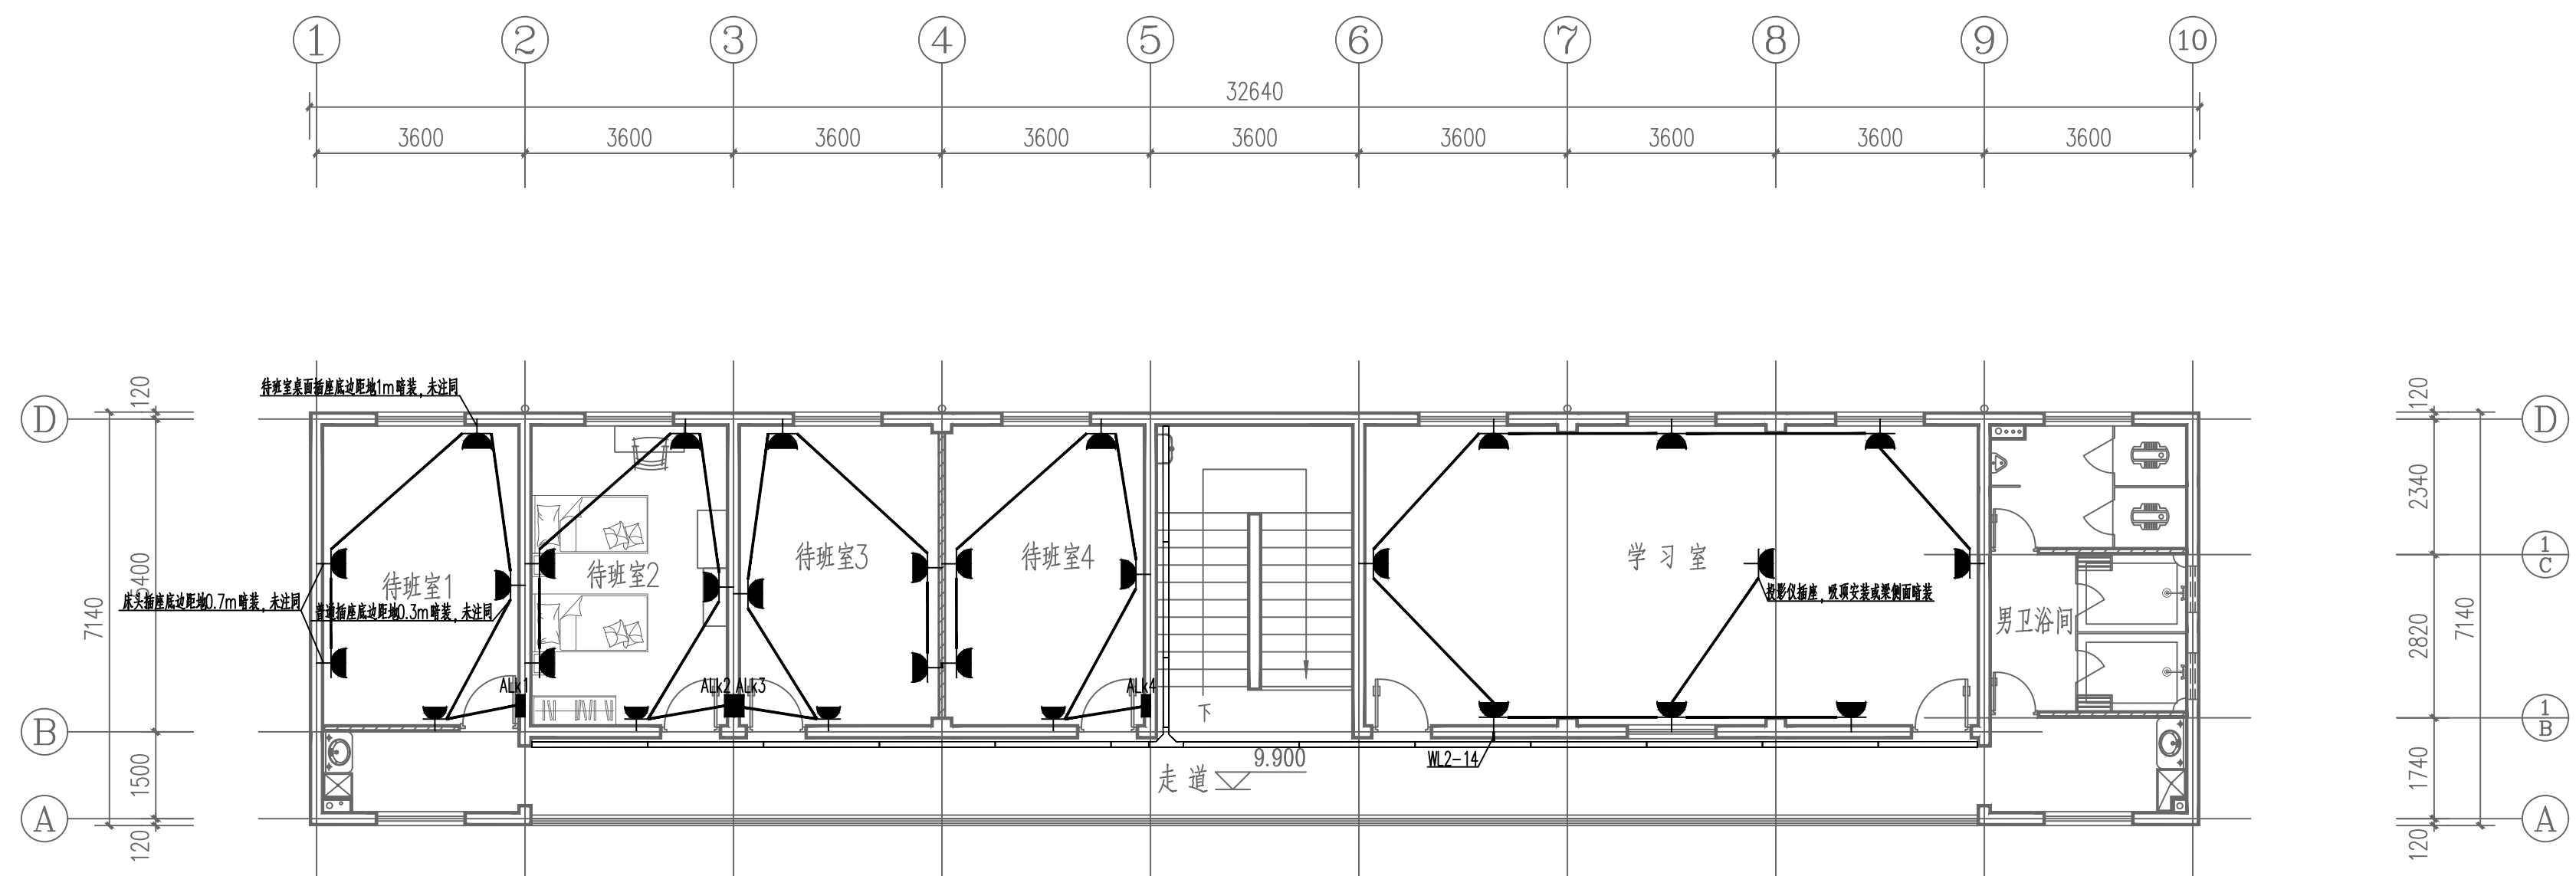 1 2 3 4 5 6 7 8 9 10
32640
3600 3600 3600 3600 3600 3600 3600 3600 3600
待班室桌面插座底边距地1m暗装，未注同
120
120
D
D
5400
2340
1
C
待班室1
待班室2
待班室3
待班室4
学习室
床头插座底边距地0.7m暗装，未注同
普通插座底边距地0.3m暗装，未注同
投影仪插座，吸顶安装或梁侧面暗装
男卫浴间
7140
2820
7140
ALk1
ALk2
ALk3
ALk4
下
B
1
B
WL2-14
9.900
走道
1500
1740
A
A
120
120